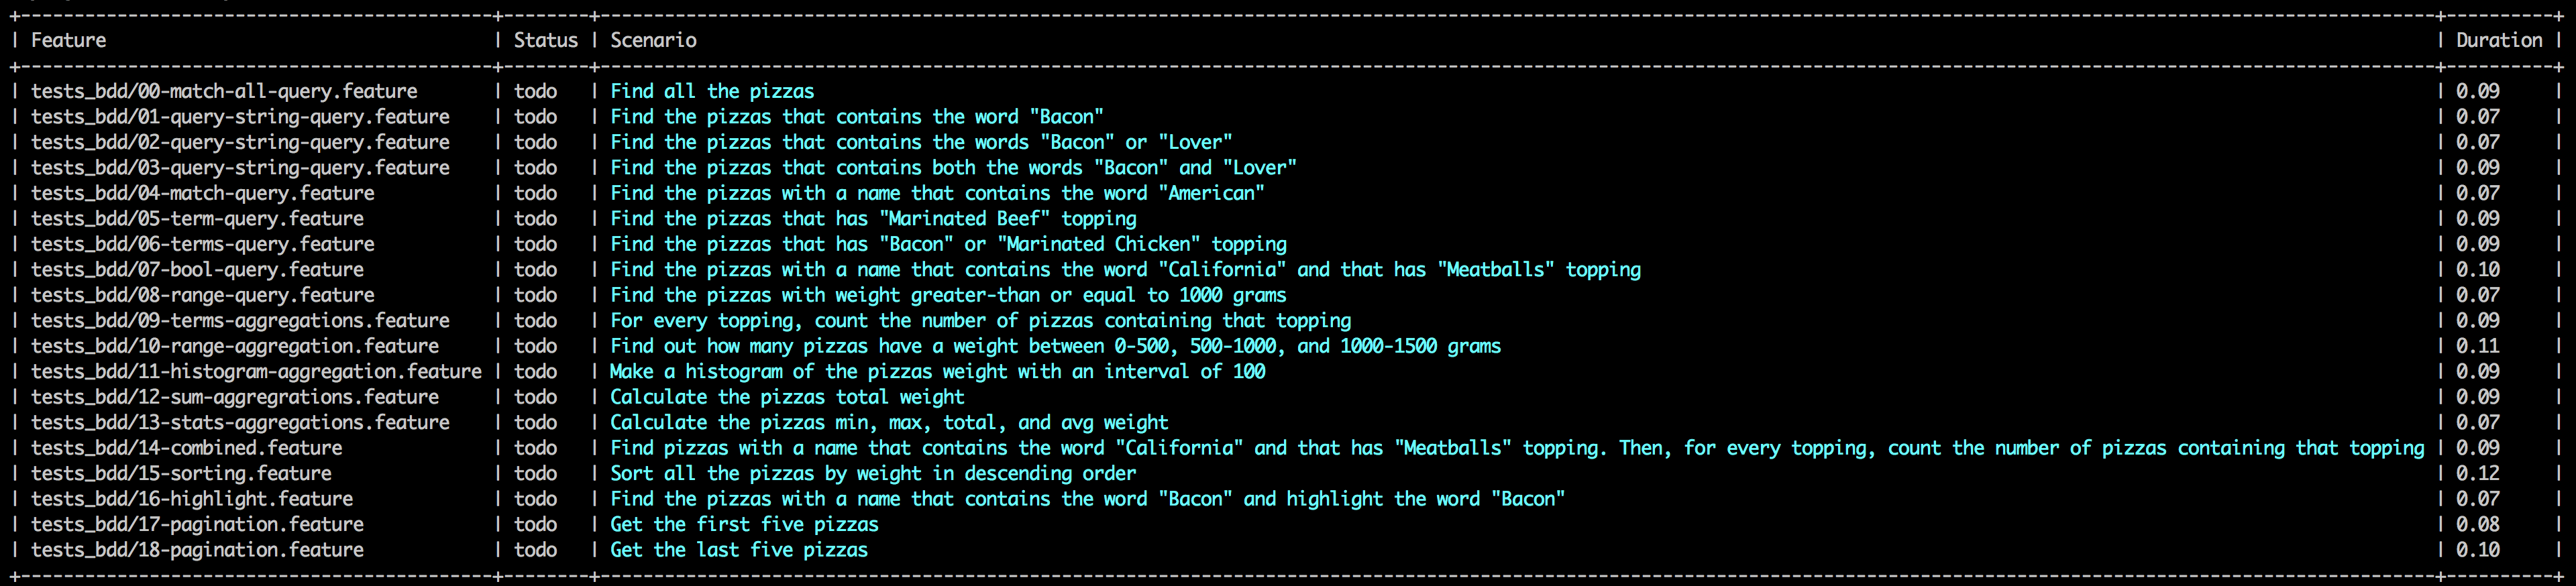 | Feature | Status | Scenario | Duration |
| tests_bdd/00-match-all-query.feature | todo | Find all the pizzas | 0.09 |
| tests_bdd/01-query-string-query.feature | todo | Find the pizzas that contains the word "Bacon" | 0.07 |
| tests_bdd/02-query-string-query.feature | todo | Find the pizzas that contains the words "Bacon" or "Lover" | 0.07 |
| tests_bdd/03-query-string-query.feature | todo | Find the pizzas that contains both the words "Bacon" and "Lover" | 0.09 |
| tests_bdd/04-match-query.feature | todo | Find the pizzas with a name that contains the word "American" | 0.07 |
| tests_bdd/05-term-query.feature | todo | Find the pizzas that has "Marinated Beef" topping | 0.09 |
| tests_bdd/06-terms-query.feature | todo | Find the pizzas that has "Bacon" or "Marinated Chicken" topping | 0.09 |
| tests_bdd/07-bool-query.feature | todo | Find the pizzas with a name that contains the word "California" and that has "Meatballs" topping | 0.10 |
| tests_bdd/08-range-query.feature | todo | Find the pizzas with weight greater-than or equal to 1000 grams | 0.07 |
| tests_bdd/09-terms-aggregations.feature | todo | For every topping, count the number of pizzas containing that topping | 0.09 |
| tests_bdd/10-range-aggregation.feature | todo | Find out how many pizzas have a weight between 0-500, 500-1000, and 1000-1500 grams | 0.11 |
| tests_bdd/11-histogram-aggregation.feature | todo | Make a histogram of the pizzas weight with an interval of 100 | 0.09 |
| tests_bdd/12-sum-aggregrations.feature | todo | Calculate the pizzas total weight | 0.09 |
| tests_bdd/13-stats-aggregations.feature | todo | Calculate the pizzas min, max, total, and avg weight | 0.07 |
| tests_bdd/14-combined.feature | todo | Find pizzas with a name that contains the word "California" and that has "Meatballs" topping. Then, for every topping, count the number of pizzas containing that topping | 0.09 |
| tests_bdd/15-sorting.feature | todo | Sort all the pizzas by weight in descending order | 0.12 |
| tests_bdd/16-highlight.feature | todo | Find the pizzas with a name that contains the word "Bacon" and highlight the word "Bacon" | 0.07 |
| tests_bdd/17-pagination.feature | todo | Get the first five pizzas | 0.08 |
| tests_bdd/18-pagination.feature | todo | Get the last five pizzas | 0.10 |